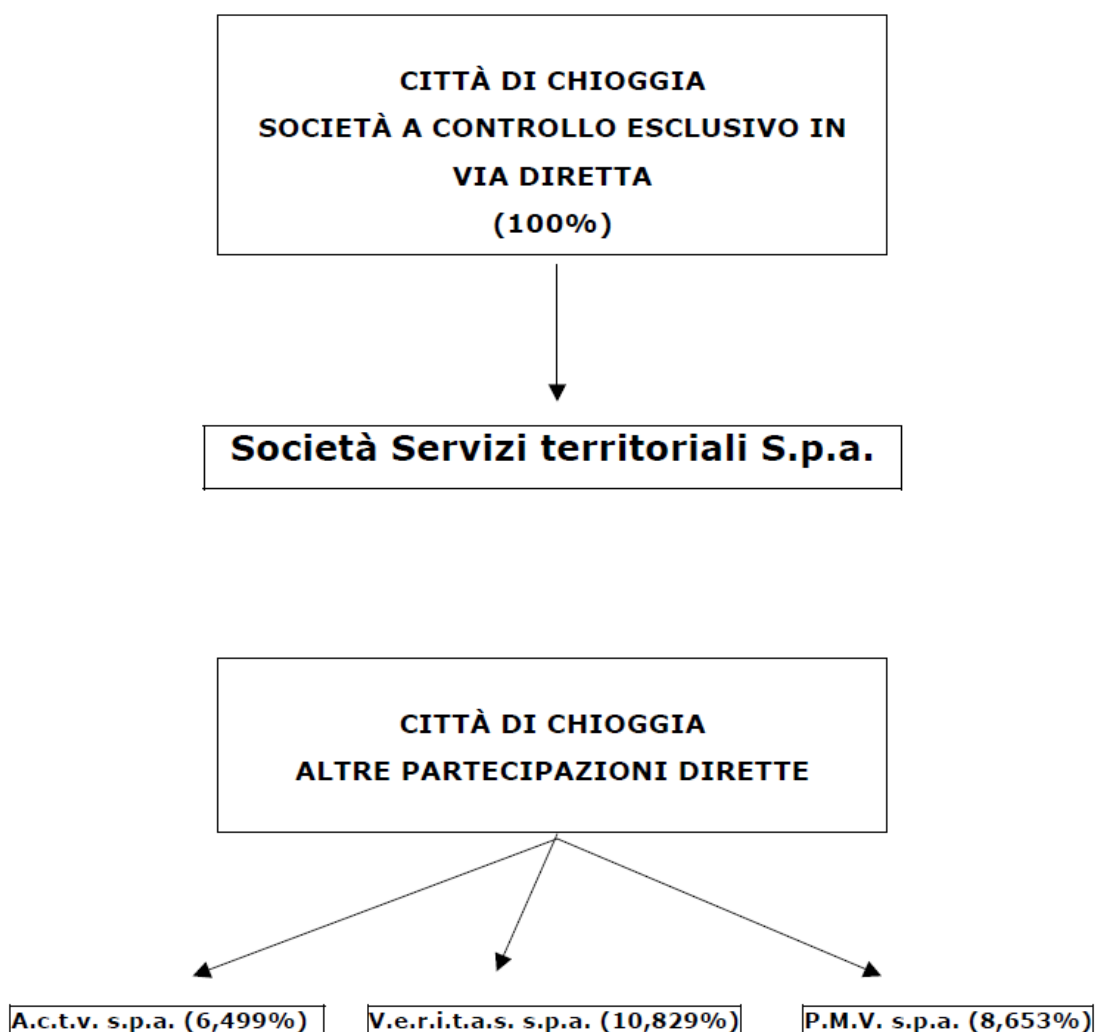 CITTÀ DI CHIOGGIA
SOCIETÀ A CONTROLLO ESCLUSIVO IN
VIA DIRETTA
(100%)
Società Servizi territoriali S.p.a.
CITTÀ DI CHIOGGIA
ALTRE PARTECIPAZIONI DIRETTE
A.c.t.v. s.p.a. (6,499%)
V.e.r.i.t.a.s. s.p.a. (10,829%)
P.M.V. s.p.a. (8,653%)